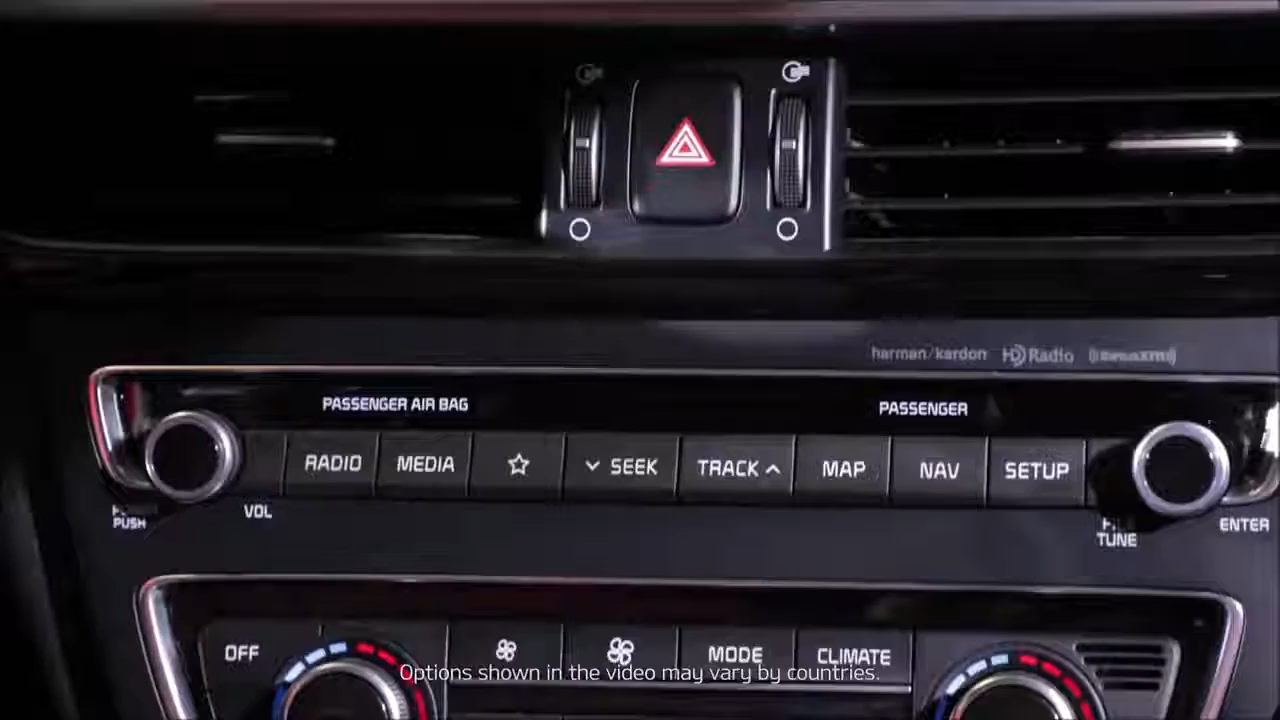 harman/kardon HD Radio ((SiriusXM))
PASSENGER AIR BAG PASSENGER
RADIO MEDIA SEEK TRACK MAP NAV SETUP
PUSH VOL TUNE ENTER
OFF MODE CLIMATE
Options shown in the video may vary by countries.